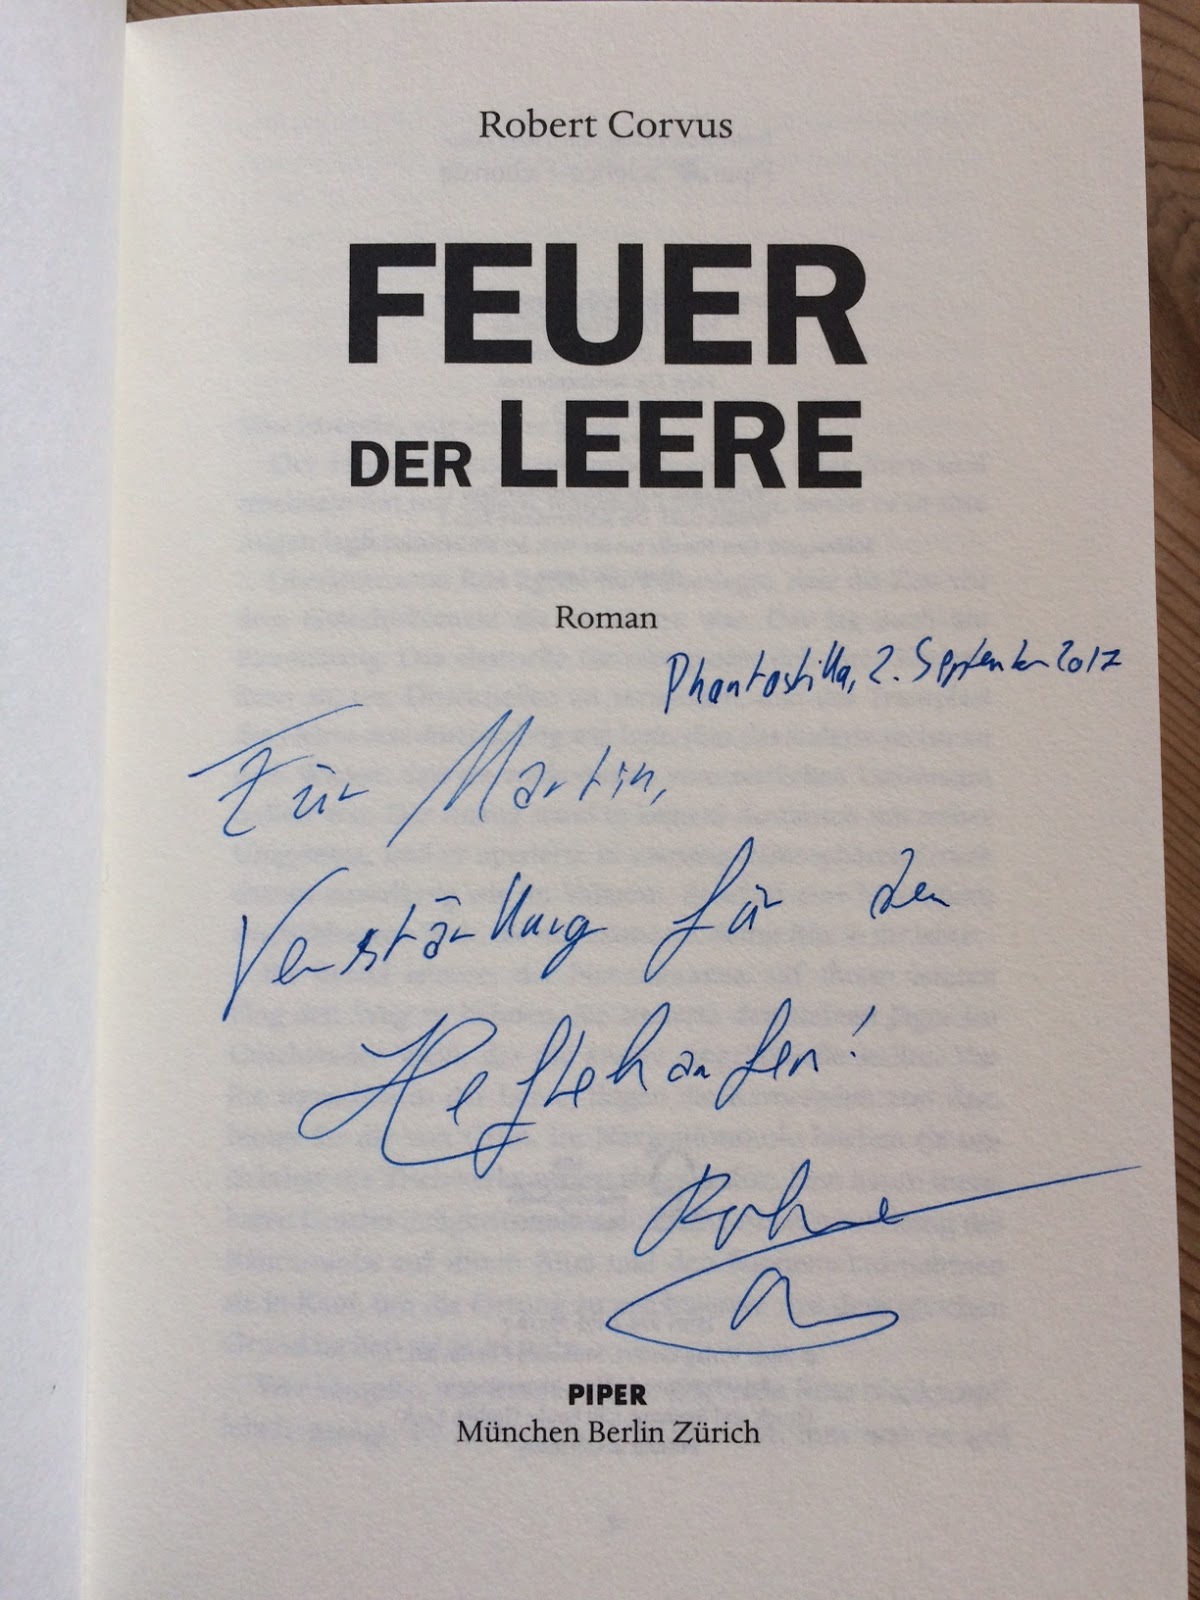 Robert Corvus
FEUER
DER LEERE
Roman
Phantastika, 2. September 2017
Für Martin,
Verstärkung für den
Heftehaufen!
PIPER
München Berlin Zürich